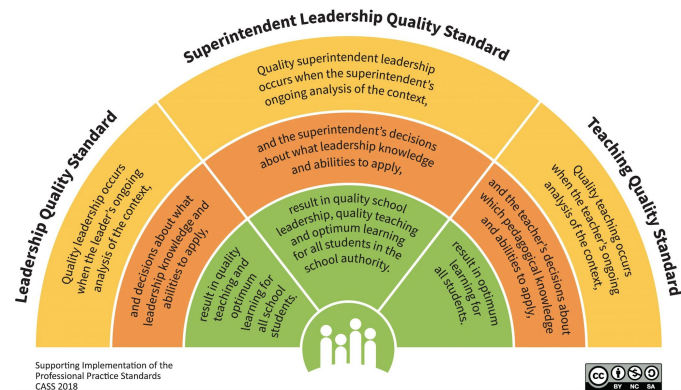 Superintendent Leadership Quality Standard
Quality superintendent leadership
occurs when the superintendent's
ongoing analysis of the context,
and the superintendent's decisions
about what leadership knowledge
and abilities to apply,
result in quality school
leadership, quality teaching
and optimum learning
for all students in the
school authority.
Leadership Quality Standard
Quality leadership occurs
when the leader's ongoing
analysis of the context,
and decisions about what
leadership knowledge and
abilities to apply,
result in quality
teaching and
optimum
learning for
all school
students.
Teaching Quality Standard
Quality teaching occurs
when the teacher's ongoing
analysis of the context,
and the teacher's decisions about
which pedagogical knowledge
and abilities to apply,
result in optimum
learning for
all students.
Supporting Implementation of the
Professional Practice Standards
CASS 2018
cc
BY NC SA